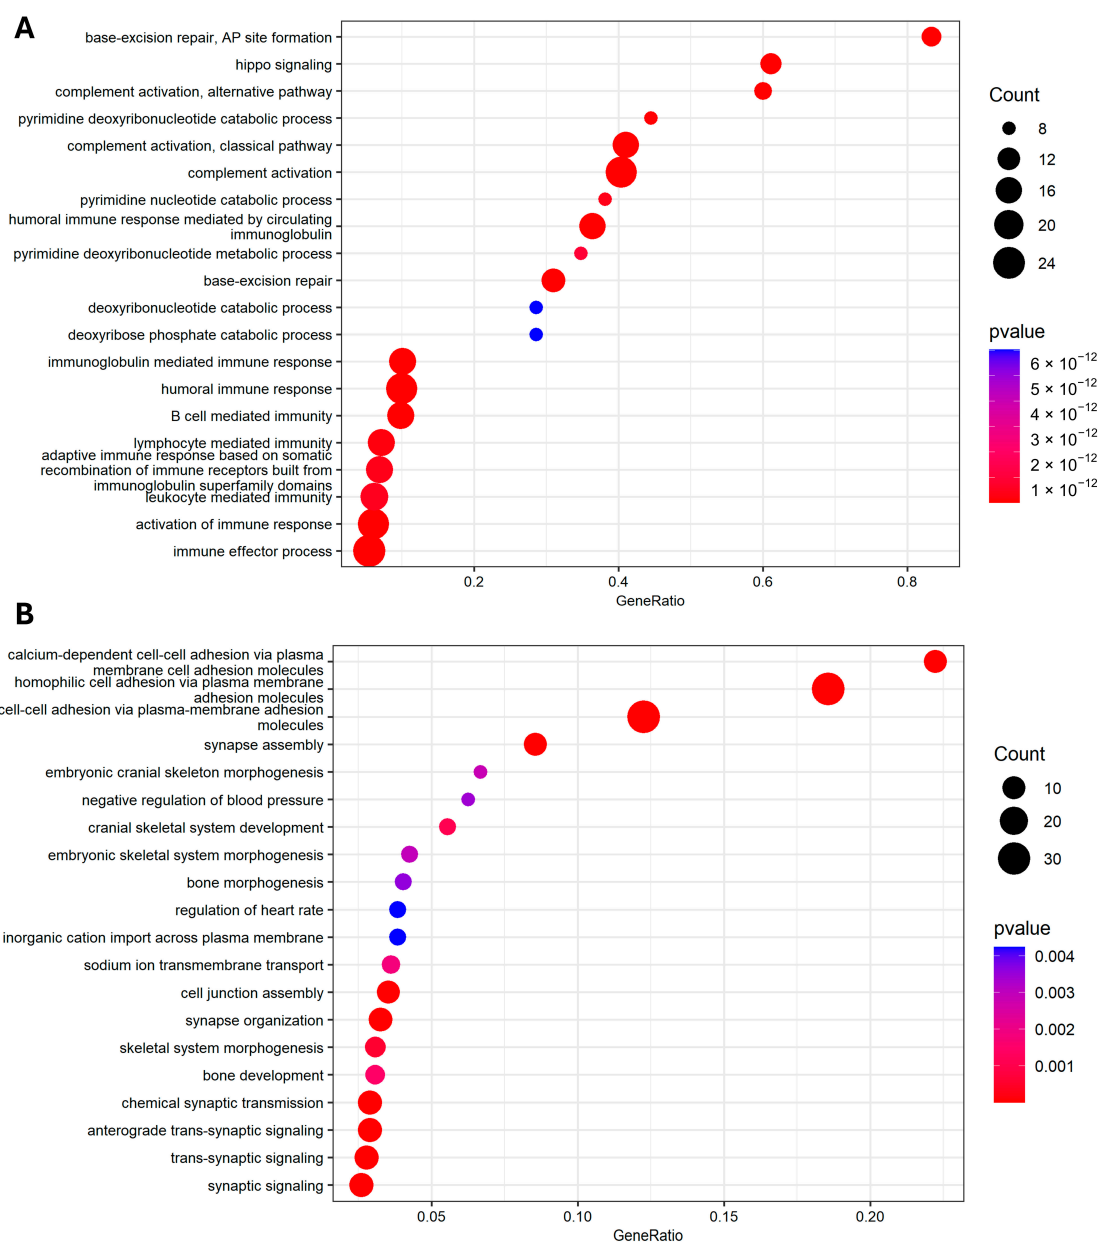 A
base-excision repair, AP site formation
hippo signaling
complement activation, alternative pathway
pyrimidine deoxyribonucleotide catabolic process
complement activation, classical pathway
complement activation
pyrimidine nucleotide catabolic process
humoral immune response mediated by circulating
immunoglobulin
pyrimidine deoxyribonucleotide metabolic process
base-excision repair
deoxyribonucleotide catabolic process
deoxyribose phosphate catabolic process
immunoglobulin mediated immune response
humoral immune response
B cell mediated immunity
lymphocyte mediated immunity
adaptive immune response based on somatic
recombination of immune receptors built from
immunoglobulin superfamily domains
leukocyte mediated immunity
activation of immune response
immune effector process
0.2 0.4 0.6 0.8
GeneRatio
Count
8
12
16
20
24
pvalue
6 × 10⁻¹²
5 × 10⁻¹²
4 × 10⁻¹²
3 × 10⁻¹²
2 × 10⁻¹²
1 × 10⁻¹²
B
calcium-dependent cell-cell adhesion via plasma
membrane cell adhesion molecules
homophilic cell adhesion via plasma membrane
adhesion molecules
cell-cell adhesion via plasma-membrane adhesion
molecules
synapse assembly
embryonic cranial skeleton morphogenesis
negative regulation of blood pressure
cranial skeletal system development
embryonic skeletal system morphogenesis
bone morphogenesis
regulation of heart rate
inorganic cation import across plasma membrane
sodium ion transmembrane transport
cell junction assembly
synapse organization
skeletal system morphogenesis
bone development
chemical synaptic transmission
anterograde trans-synaptic signaling
trans-synaptic signaling
synaptic signaling
0.05 0.10 0.15 0.20
GeneRatio
Count
10
20
30
pvalue
0.004
0.003
0.002
0.001